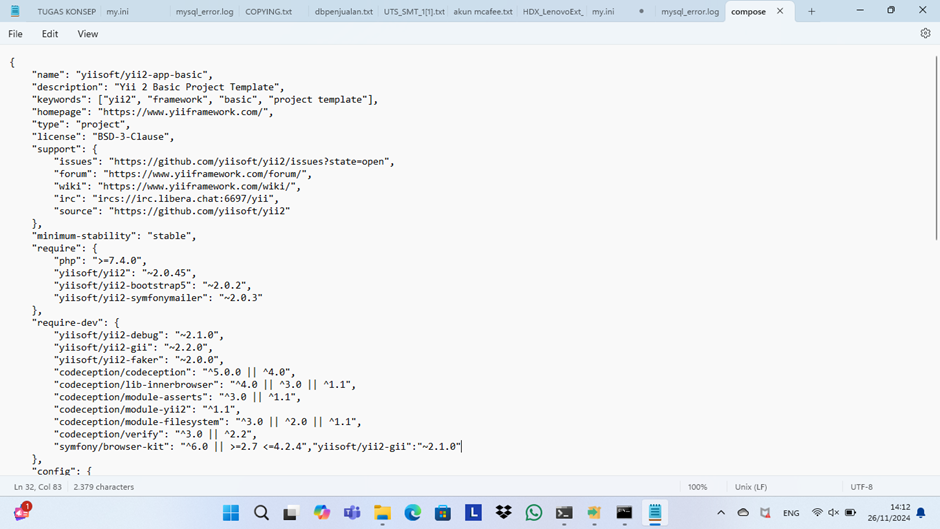 TUGAS KONSEP
my.ini
mysql_error.log
COPYING.txt
dbpenjualan.txt
UTS_SMT_1[1].txt
akun mcafee.txt
HDX_LenovoExt_
my.ini
mysql_error.log
compose
File
Edit
View
{
"name": "yiisoft/yii2-app-basic",
"description": "Yii 2 Basic Project Template",
"keywords": ["yii2", "framework", "basic", "project template"],
"homepage": "https://www.yiiframework.com/",
"type": "project",
"license": "BSD-3-Clause",
"support": {
"issues": "https://github.com/yiisoft/yii2/issues?state=open",
"forum": "https://www.yiiframework.com/forum/",
"wiki": "https://www.yiiframework.com/wiki/",
"irc": "ircs://irc.libera.chat:6697/yii",
"source": "https://github.com/yiisoft/yii2"
},
"minimum-stability": "stable",
"require": {
"php": ">=7.4.0",
"yiisoft/yii2": "~2.0.45",
"yiisoft/yii2-bootstrap5": "~2.0.2",
"yiisoft/yii2-symfonymailer": "~2.0.3"
},
"require-dev": {
"yiisoft/yii2-debug": "~2.1.0",
"yiisoft/yii2-gii": "~2.2.0",
"yiisoft/yii2-faker": "~2.0.0",
"codeception/codeception": "^5.0.0 || ^4.0",
"codeception/lib-innerbrowser": "^4.0 || ^3.0 || ^1.1",
"codeception/module-asserts": "^3.0 || ^1.1",
"codeception/module-yii2": "^1.1",
"codeception/module-filesystem": "^3.0 || ^2.0 || ^1.1",
"codeception/verify": "^3.0 || ^2.2",
"symfony/browser-kit": "^6.0 || >=2.7 <=4.2.4","yiisoft/yii2-gii":"~2.1.0"
},
"config": {
Ln 32, Col 83
2.379 characters
100%
Unix (LF)
UTF-8
1
L
ENG
14:12
26/11/2024